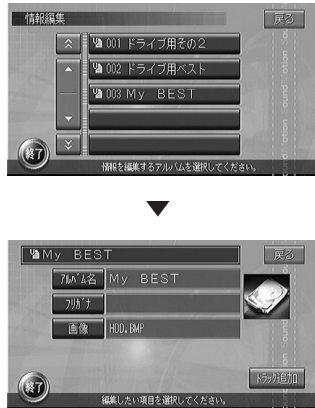 情報編集
戻る
001 ドライブ用その2
002 ドライブ用ベスト
003 My BEST
終了
情報を編集するアルバムを選択してください。
My BEST
戻る
アルバム名 My BEST
フリガナ
画像 HDD.BMP
トラック追加
終了
編集したい項目を選択してください。